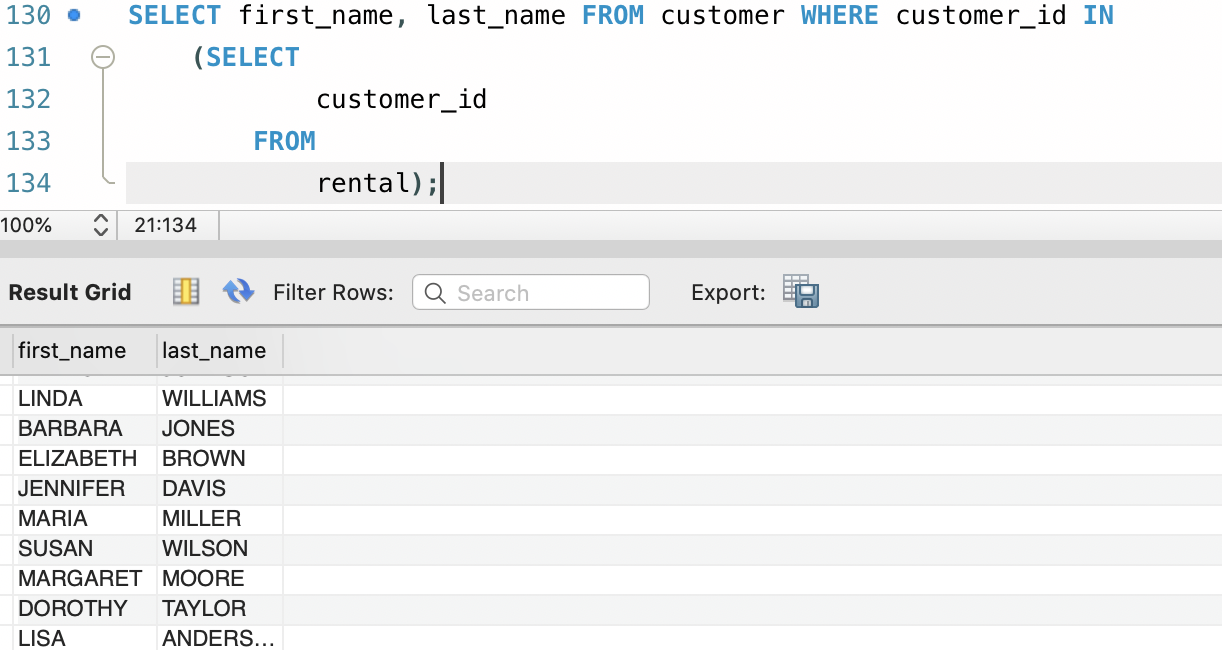 130 SELECT first_name, last_name FROM customer WHERE customer_id IN
131 (SELECT
132 customer_id
133 FROM
134 rental);
100% 21:134
Result Grid Filter Rows: Search Export:
first_name last_name
LINDA WILLIAMS
BARBARA JONES
ELIZABETH BROWN
JENNIFER DAVIS
MARIA MILLER
SUSAN WILSON
MARGARET MOORE
DOROTHY TAYLOR
LISA ANDERS...